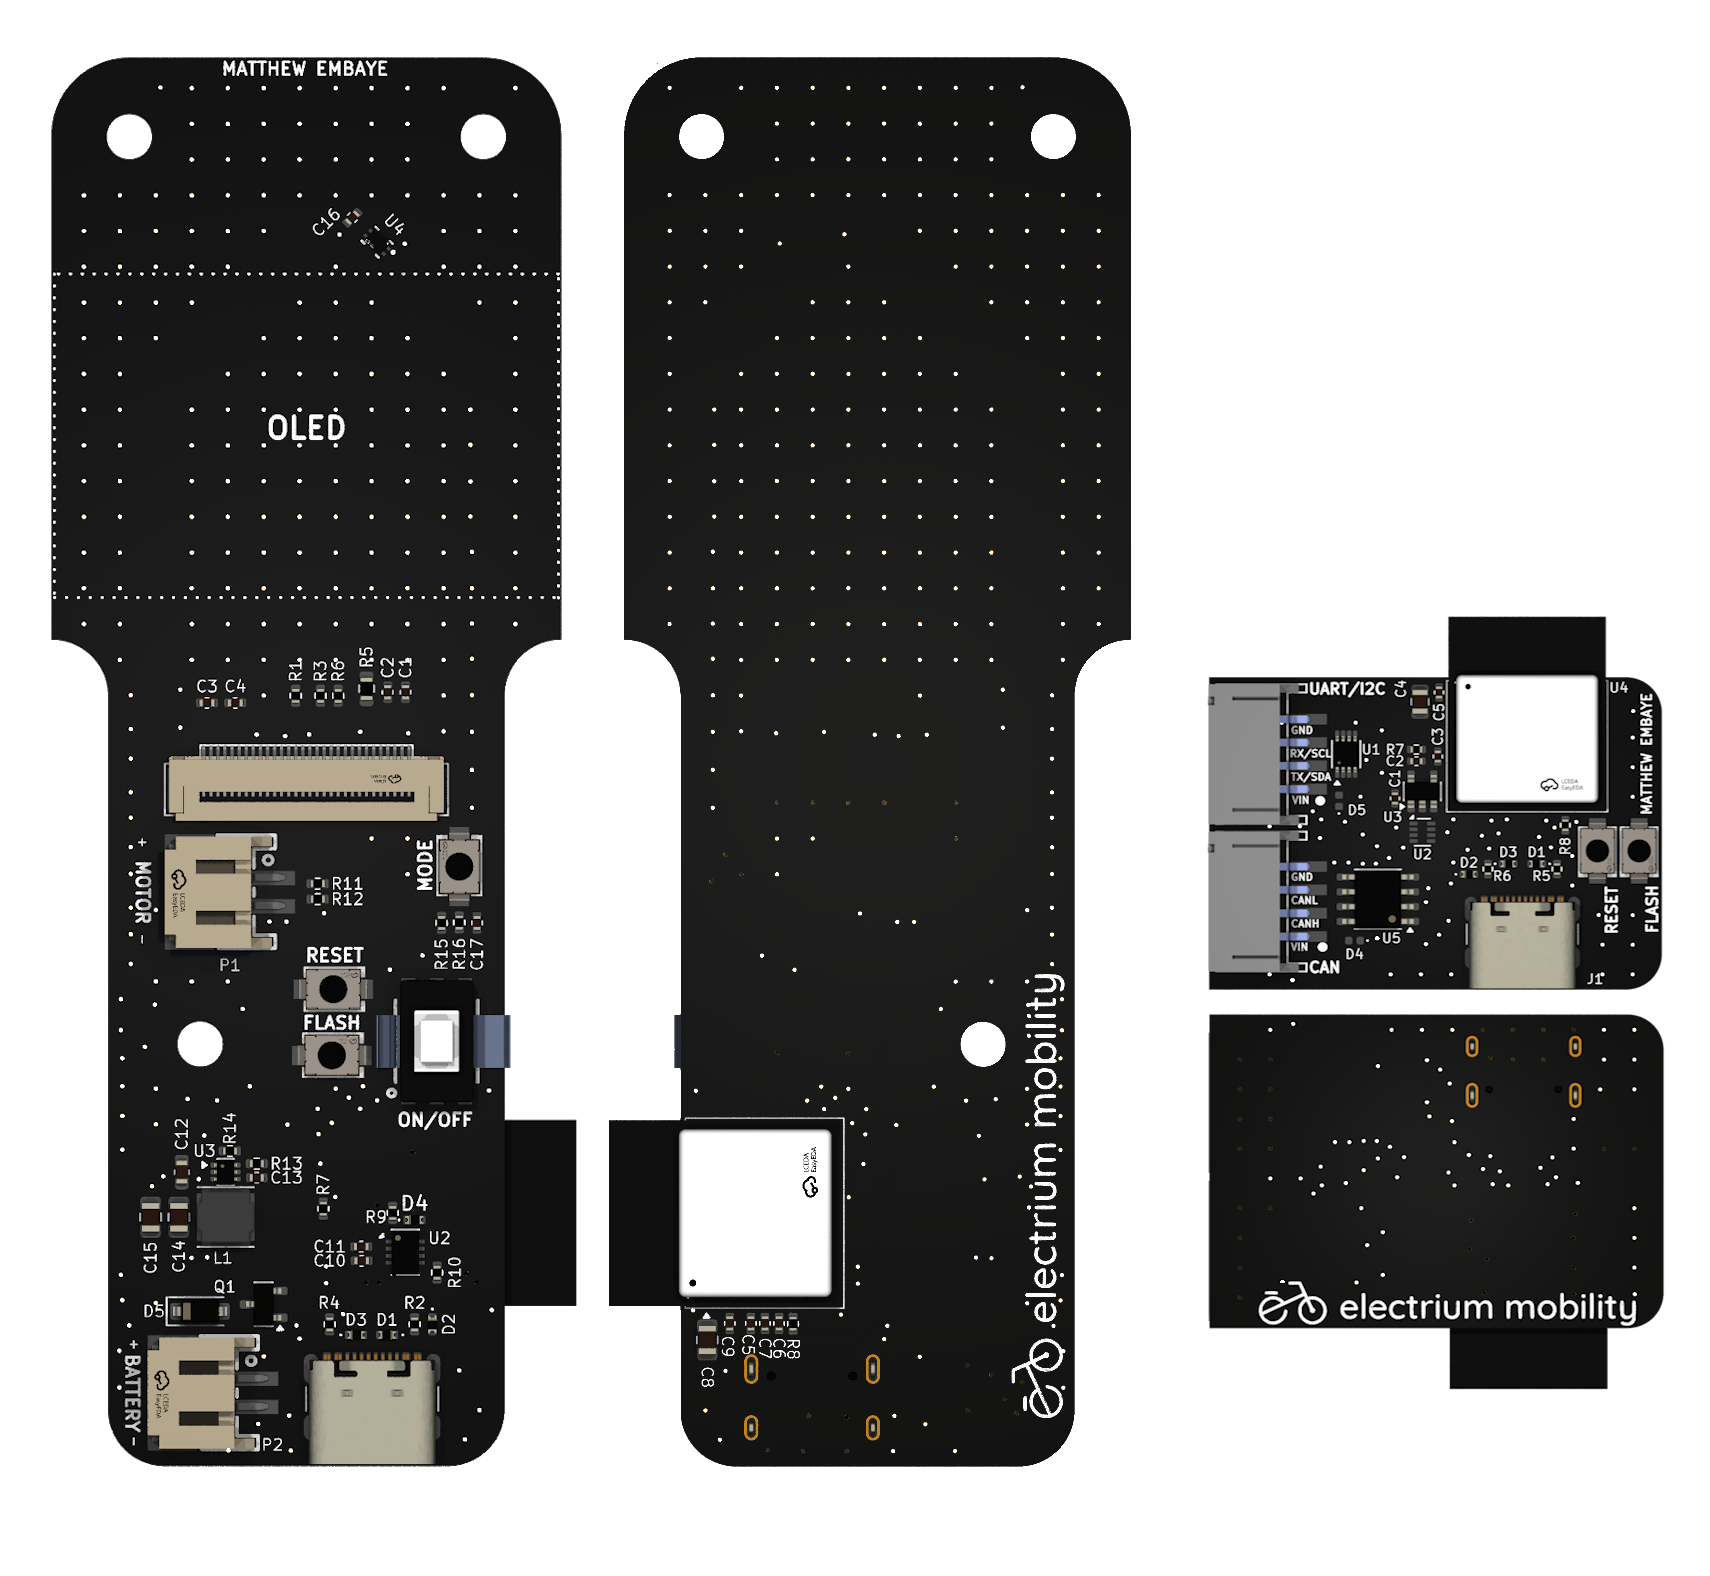 MATTHEW EMBAYE
C16
U4
OLED
R1
R3
R6
R5
C2
C1
C3
C4
+ MOTOR -
P1
R11
R12
MODE
R15
R16
C17
RESET
FLASH
ON/OFF
C12
U3
R14
R13
C13
C15
C14
L1
R7
R9
D4
U2
C11
C10
R10
Q1
D5
R4
D3
D1
R2
D2
+ BATTERY -
P2
LCEDA
EasyEDA
C9
C5
C7
C6
R8
C8
electrium mobility
UART/I2C
GND
RX/SCL
TX/SDA
VIN
GND
CANL
CANH
VIN
CAN
C4
C5
C3
R7
C2
C1
U1
D5
U3
U2
U5
D4
LCEDA
EasyEDA
U4
MATTHEW EMBAYE
R8
D3
D1
D2
R6
R5
RESET
FLASH
J1
electrium mobility